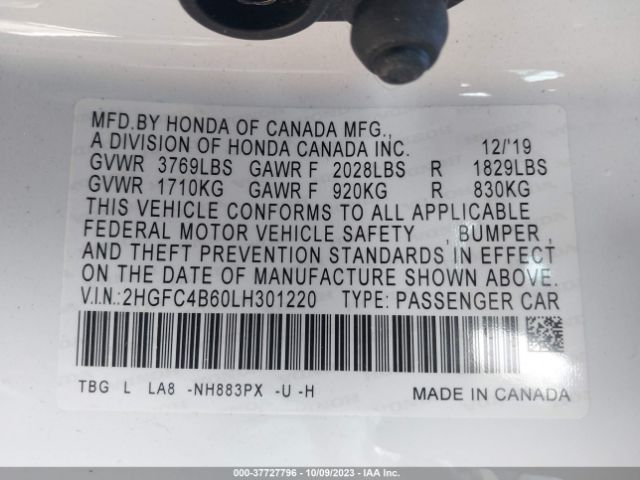 MFD.BY HONDA OF CANADA MFG.,
A DIVISION OF HONDA CANADA INC. 12/'19
GVWR 3769LBS GAWR F 2028LBS R 1829LBS
GVWR 1710KG GAWR F 920KG R 830KG
THIS VEHICLE CONFORMS TO ALL APPLICABLE
FEDERAL MOTOR VEHICLE SAFETY , BUMPER ,
AND THEFT PREVENTION STANDARDS IN EFFECT
ON THE DATE OF MANUFACTURE SHOWN ABOVE.
V.I.N.:2HGFC4B60LH301220 TYPE: PASSENGER CAR
TBG L LA8 -NH883PX -U -H MADE IN CANADA
000-37727796 - 10/09/2023 - IAA Inc.